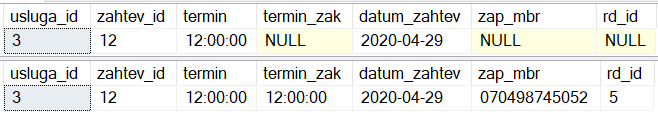 usluga_id zahtev_id termin termin_zak datum_zahtev zap_mbr rd_id
3 12 12:00:00 NULL 2020-04-29 NULL NULL
usluga_id zahtev_id termin termin_zak datum_zahtev zap_mbr rd_id
3 12 12:00:00 12:00:00 2020-04-29 070498745052 5